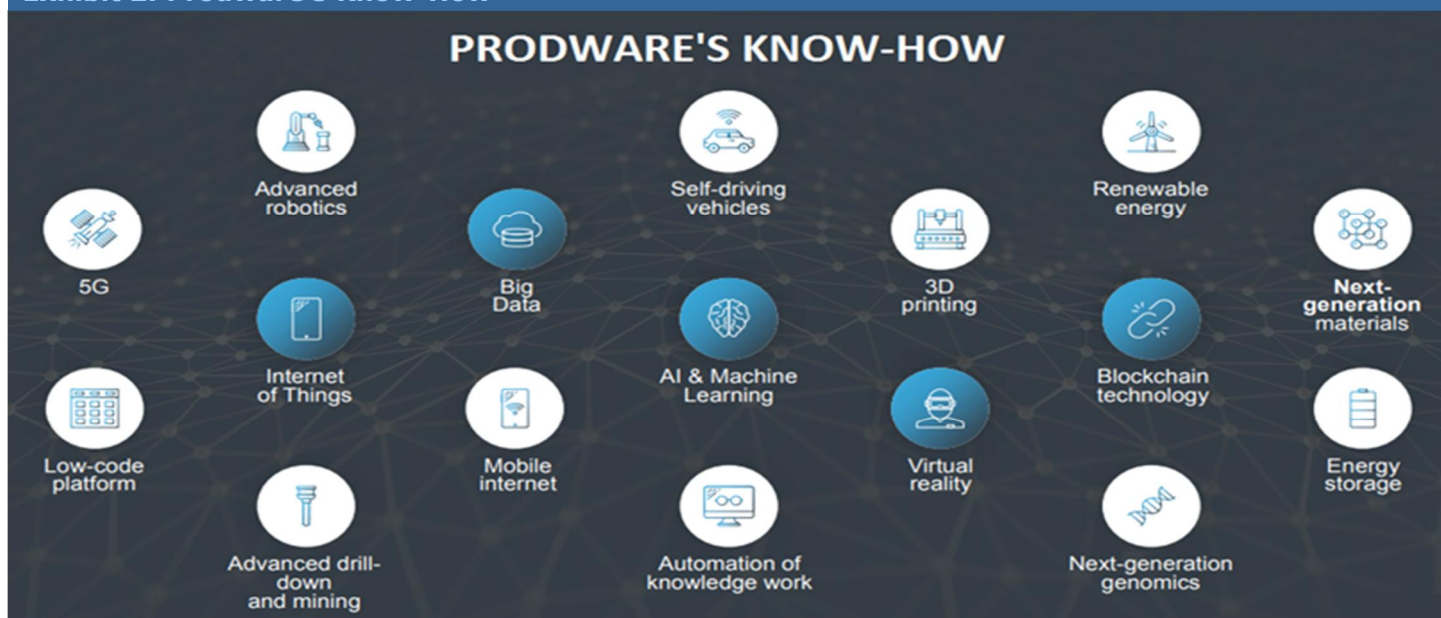 PRODWARE'S KNOW-HOW
Advanced
robotics
Self-driving
vehicles
Renewable
energy
5G
Big
Data
3D
printing
Next-
generation
materials
Internet
of Things
AI & Machine
Learning
Blockchain
technology
Low-code
platform
Mobile
internet
Virtual
reality
Energy
storage
Advanced drill-
down
and mining
Automation of
knowledge work
Next-generation
genomics